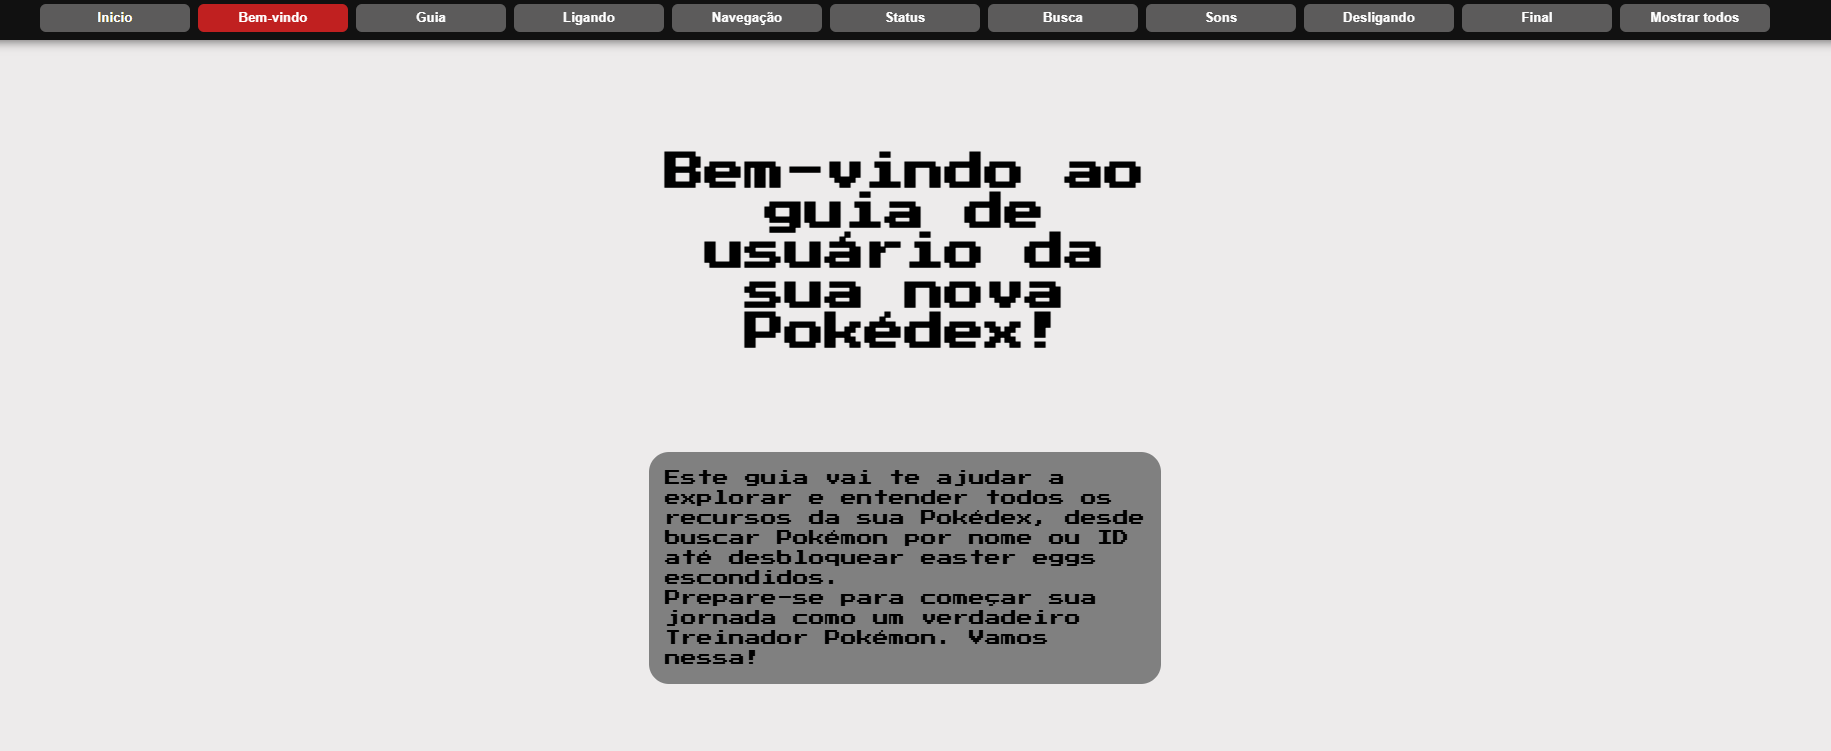 Inicio
Bem-vindo
Guia
Ligando
Navegação
Status
Busca
Sons
Desligando
Final
Mostrar todos
Bem-vindo ao
guia de
usuário da
sua nova
Pokédex!
Este guia vai te ajudar a
explorar e entender todos os
recursos da sua Pokédex, desde
buscar Pokémon por nome ou ID
até desbloquear easter eggs
escondidos.
Prepare-se para começar sua
jornada como um verdadeiro
Treinador Pokémon. Vamos
nessa!